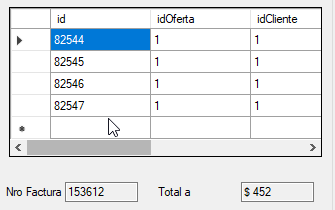 id idOferta idCliente
82544 1 1
82545 1 1
82546 1 1
82547 1 1
Nro Factura 153612 Total a $ 452